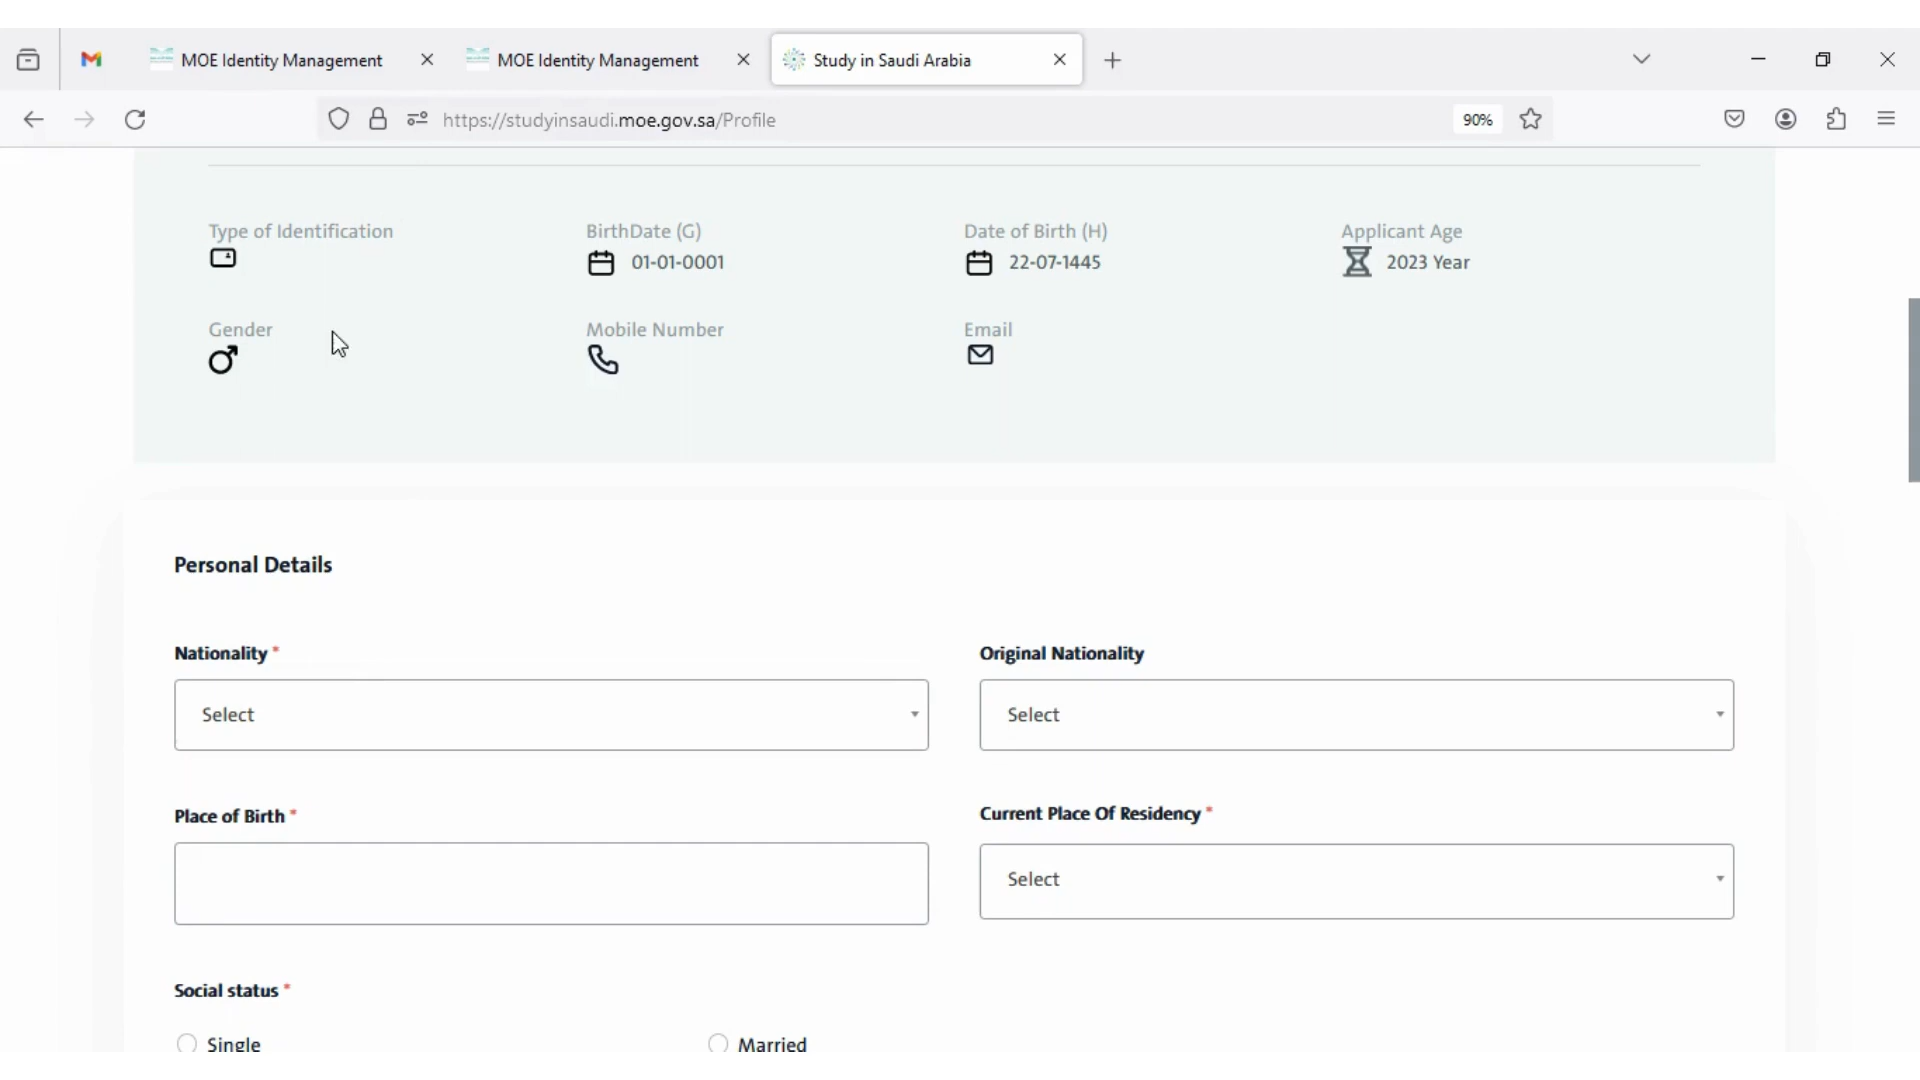 MOE Identity Management
MOE Identity Management
Study in Saudi Arabia
https://studyinsaudi.moe.gov.sa/Profile
90%
Type of Identification
BirthDate (G)
01-01-0001
Date of Birth (H)
22-07-1445
Applicant Age
2023 Year
Gender
Mobile Number
Email
Personal Details
Nationality *
Original Nationality
Select
Select
Place of Birth *
Current Place Of Residency *
Select
Social status *
Single
Married